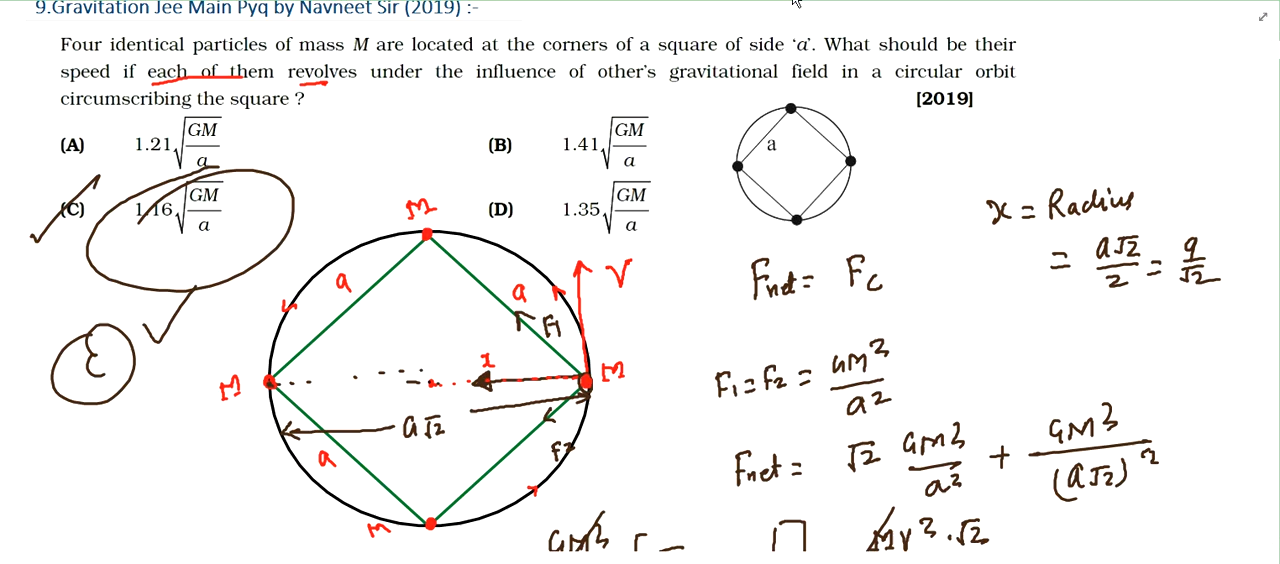 9.Gravitation Jee Main Pyq by Navneet Sir (2019) :-
Four identical particles of mass M are located at the corners of a square of side ‘a’. What should be their
speed if each of them revolves under the influence of other’s gravitational field in a circular orbit
circumscribing the square ?
[2019]
(A) 1.21√(GM/a)
(B) 1.41√(GM/a)
(C) 1.16√(GM/a)
(D) 1.35√(GM/a)
a
x = Radius
= a√2/2 = a/√2
Fnet = Fc
F1 = F2 = GM²/a²
Fnet = √2 GM²/a² + GM²/(a√2)²
GM²
MV².√2
M
a
a
V
F1
x
M
M
a√2
a
F2
M